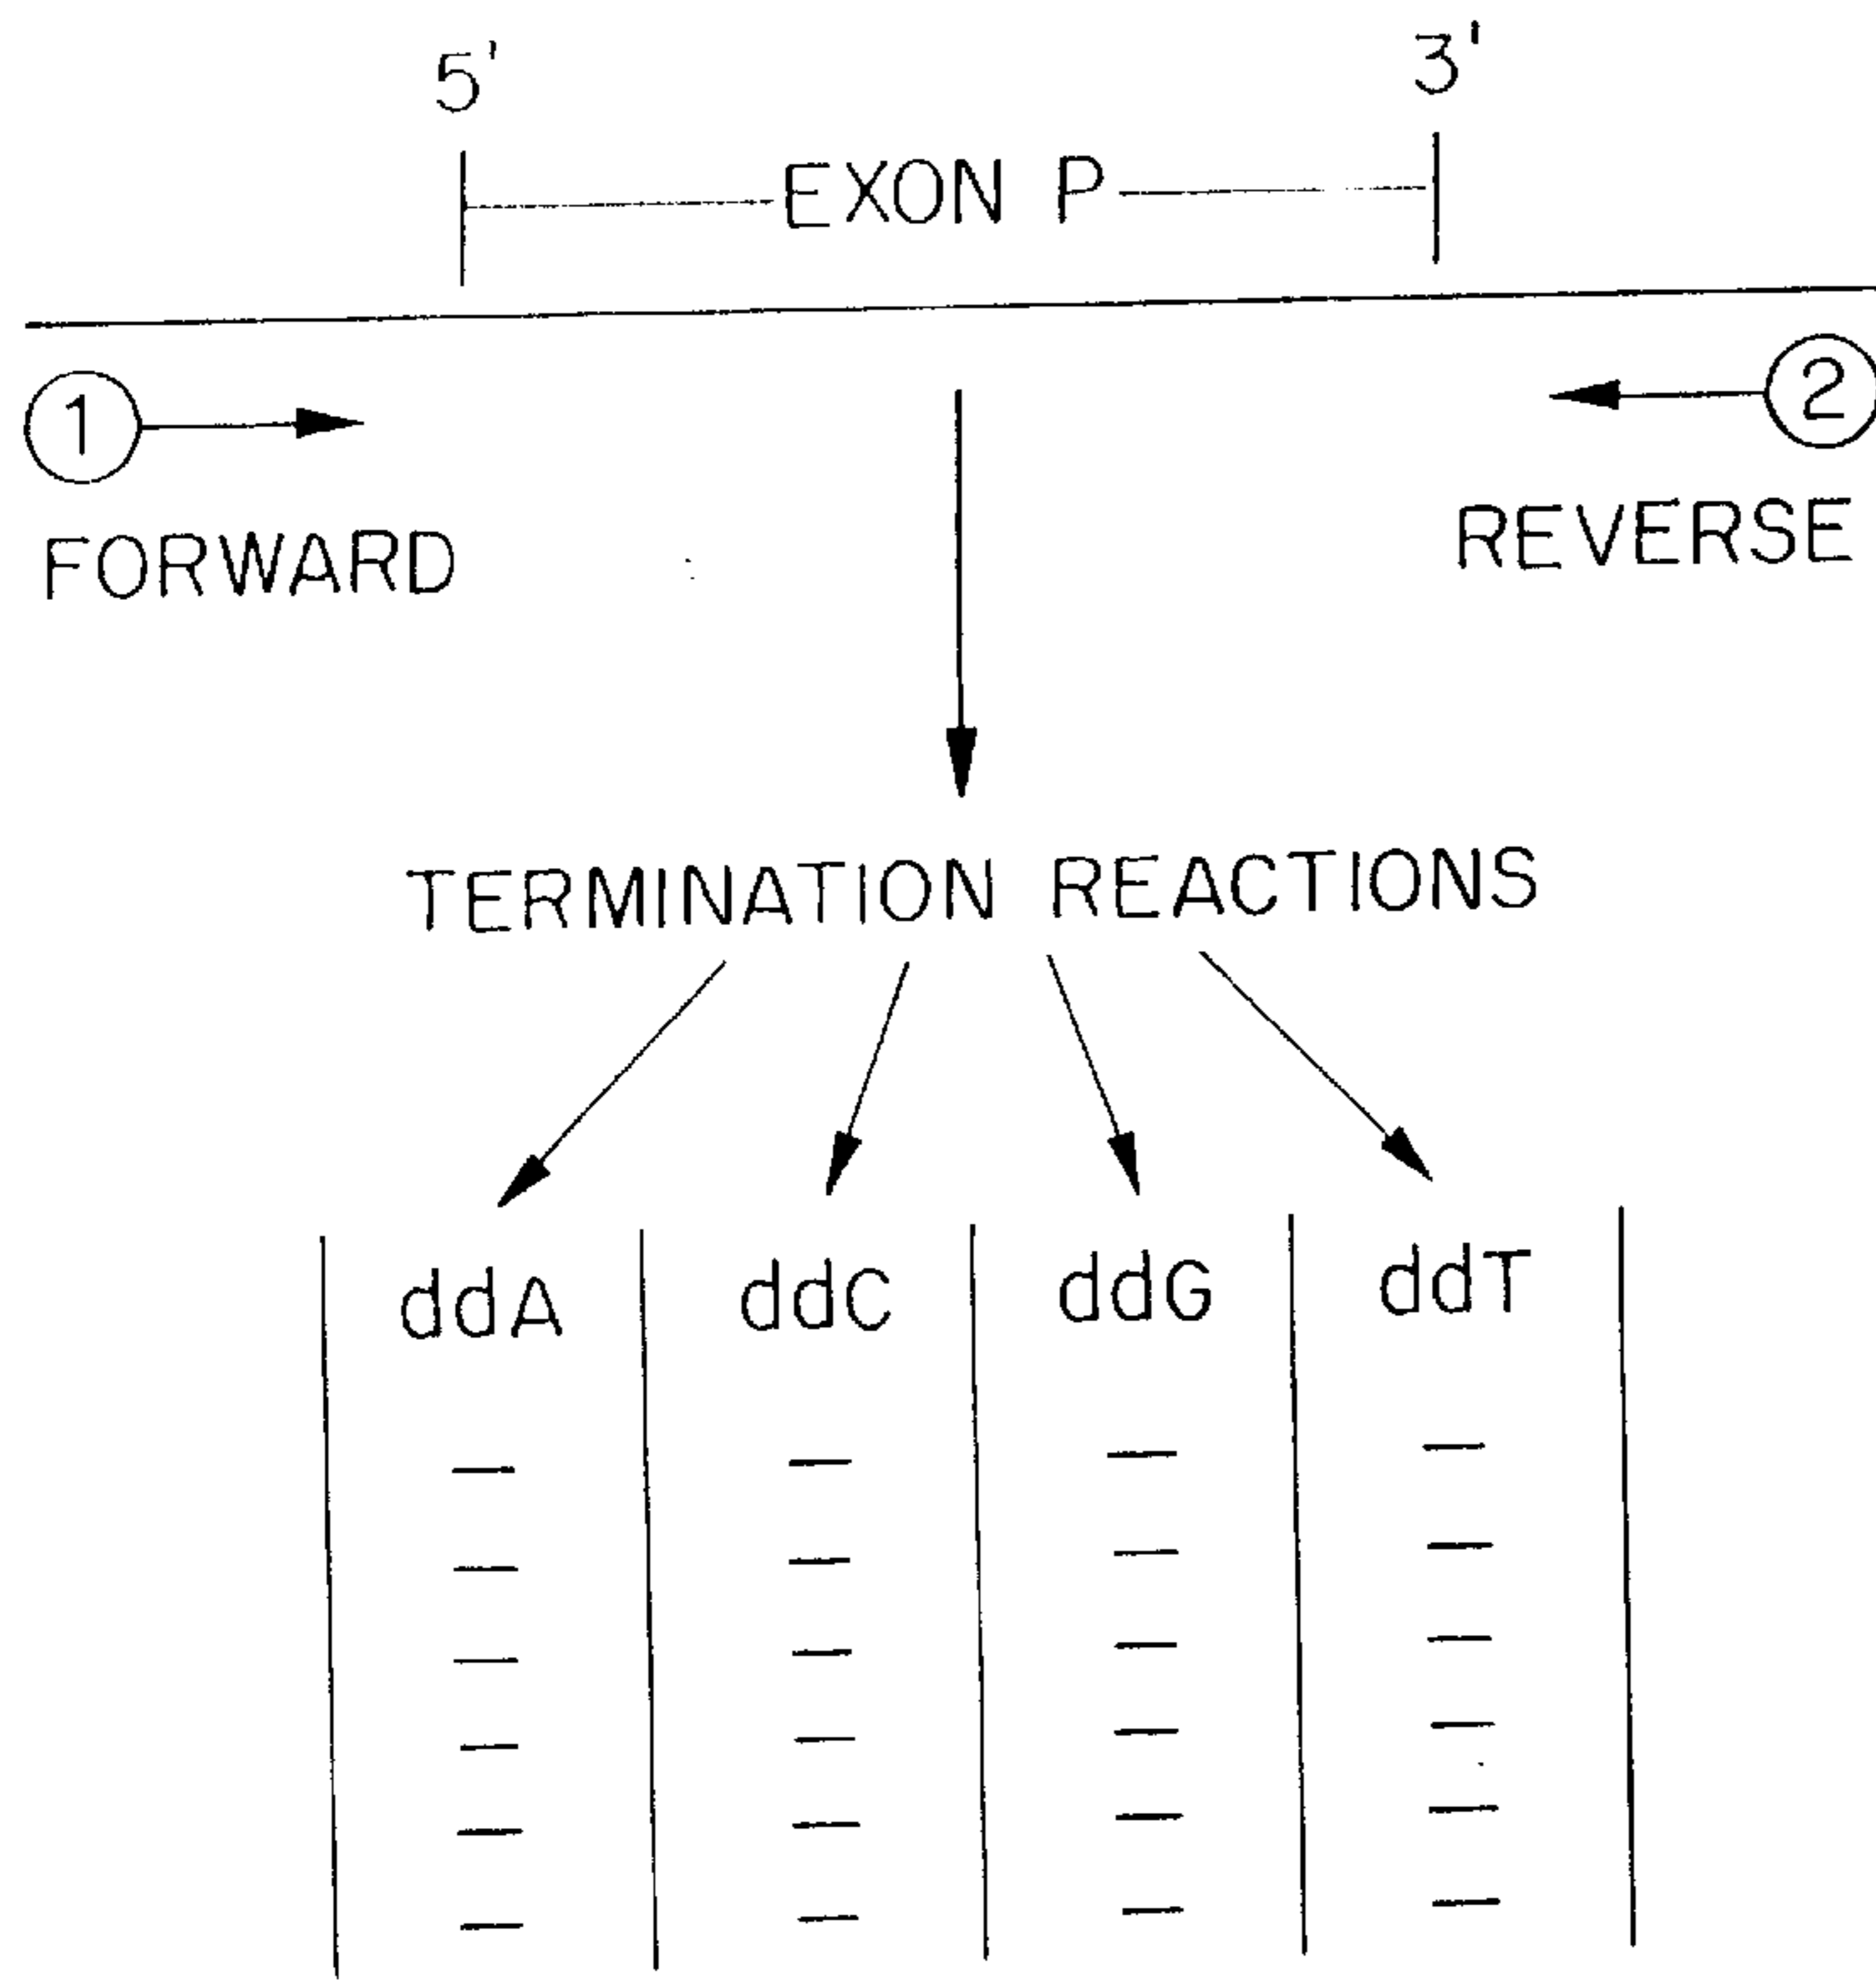 5' 3'
EXON P
1 2
FORWARD REVERSE
TERMINATION REACTIONS
ddA ddC ddG ddT